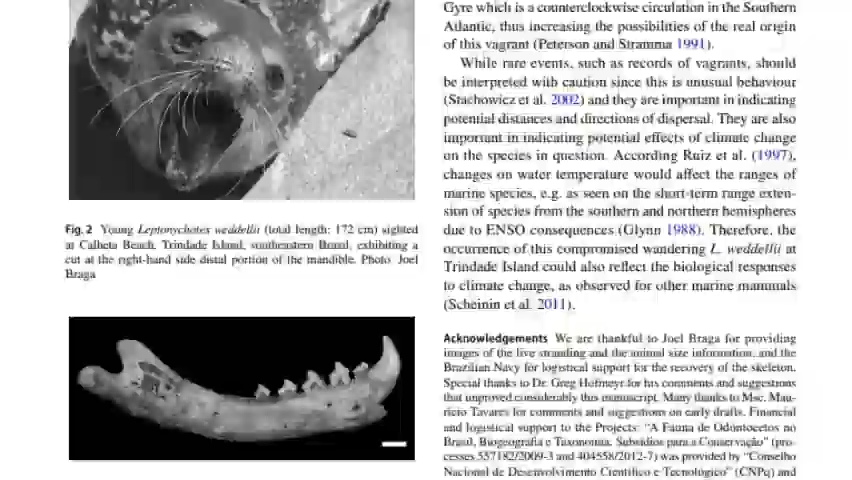 Fig. 2 Young Leptonychotes weddellii (total length: 172 cm) sighted
at Calheta Beach, Trindade Island, southeastern Brazil, exhibiting a
cut at the right-hand side distal portion of the mandible. Photo Joel
Braga
Gyre which is a counterclockwise circulation in the Southern
Atlantic, thus increasing the possibilities of the real origin
of this vagrant (Peterson and Stramma 1991).
While rare events, such as records of vagrants, should
be interpreted with caution since this is unusual behaviour
(Stachowicz et al. 2002) and they are important in indicating
potential distances and directions of dispersal. They are also
important in indicating potential effects of climate change
on the species in question. According Ruiz et al. (1997),
changes on water temperature would affect the ranges of
marine species, e.g. as seen on the short-term range exten-
sion of species from the southern and northern hemispheres
due to ENSO consequences (Glynn 1988). Therefore, the
occurrence of this compromised wandering L. weddellii at
Trindade Island could also reflect the biological responses
to climate change, as observed for other marine mammals
(Scheinin et al. 2011).
Acknowledgements We are thankful to Joel Braga for providing
images of the live stranding and the animal size information, and the
Brazilian Navy for logistical support for the recovery of the skeleton.
Special thanks to Dr. Greg Hofmeyr for his comments and suggestions
that improved considerably this manuscript. Many thanks to Msc. Mau-
ricio Tavares for comments and suggestions on early drafts. Financial
and logistical support to the Projects: “A Fauna de Odontocetos no
Brasil, Biogeografia e Taxonomia. Subsídios para a Conservação” (pro-
cesses 557182/2009-3 and 404558/2012-7) was provided by “Conselho
Nacional de Desenvolvimento Científico e Tecnológico” (CNPq) and